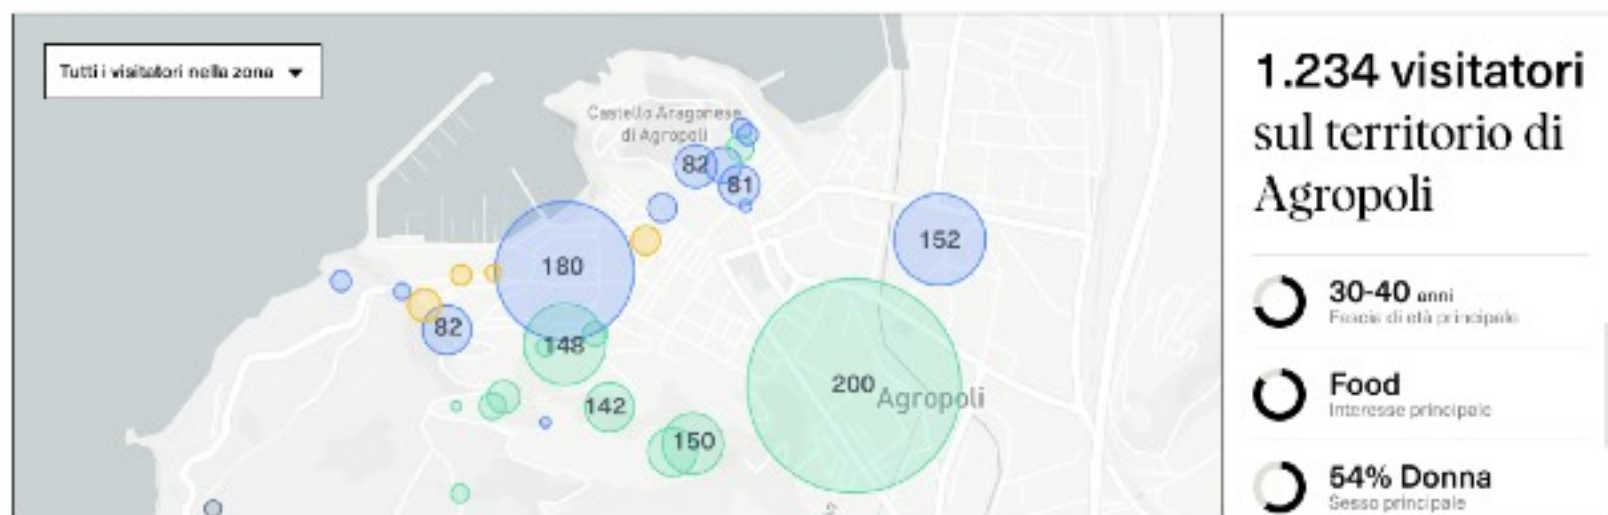 Tutti i visitatori nella zona
Castello Aragonese
di Agropoli
82
81
152
180
82
148
200
Agropoli
142
150
1.234 visitatori
sul territorio di
Agropoli
30-40 anni
Fascia di età principale
Food
Interesse principale
54% Donna
Sesso principale